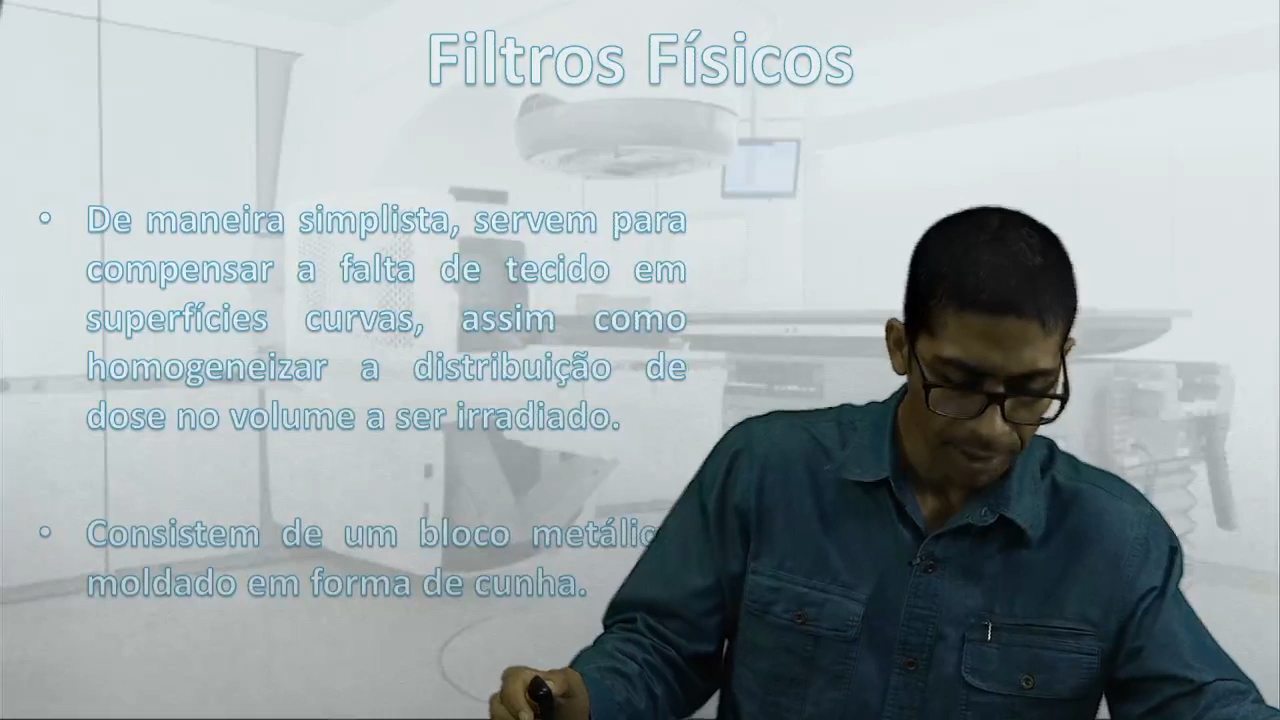 Filtros Físicos
• De maneira simplista, servem para
compensar a falta de tecido em
superfícies curvas, assim como
homogeneizar a distribuição de
dose no volume a ser irradiado.
• Consistem de um bloco metálic
moldado em forma de cunha.